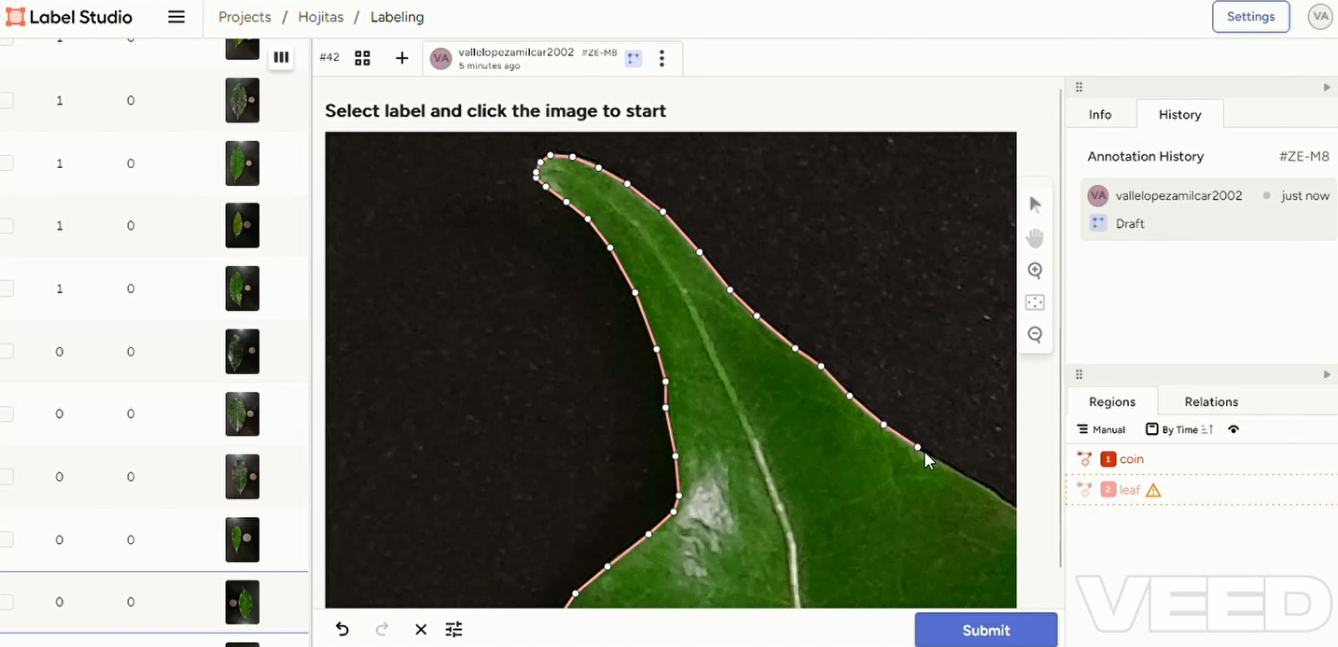 Label Studio
Projects / Hojitas / Labeling
Settings
VA
1 0
1 0
1 0
1 0
1 0
0 0
0 0
0 0
0 0
0 0
#42
VA
vallelopezamilcar2002 #ZE-M8
5 minutes ago
Select label and click the image to start
Submit
Info History
Annotation History #ZE-M8
VA vallelopezamilcar2002 just now
Draft
Regions Relations
Manual By Time
1 coin
2 leaf
VEED